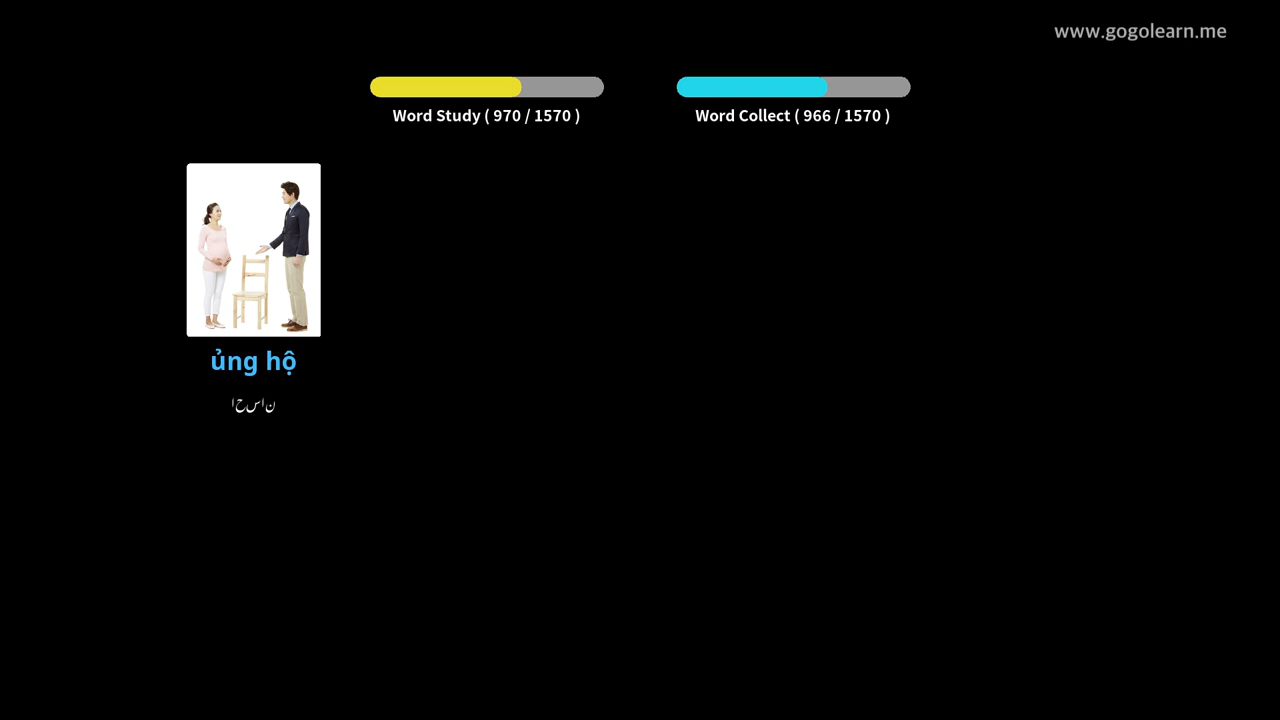 www.gogolearn.me
Word Study ( 970 / 1570 )
Word Collect ( 966 / 1570 )
ủng hộ
احسان